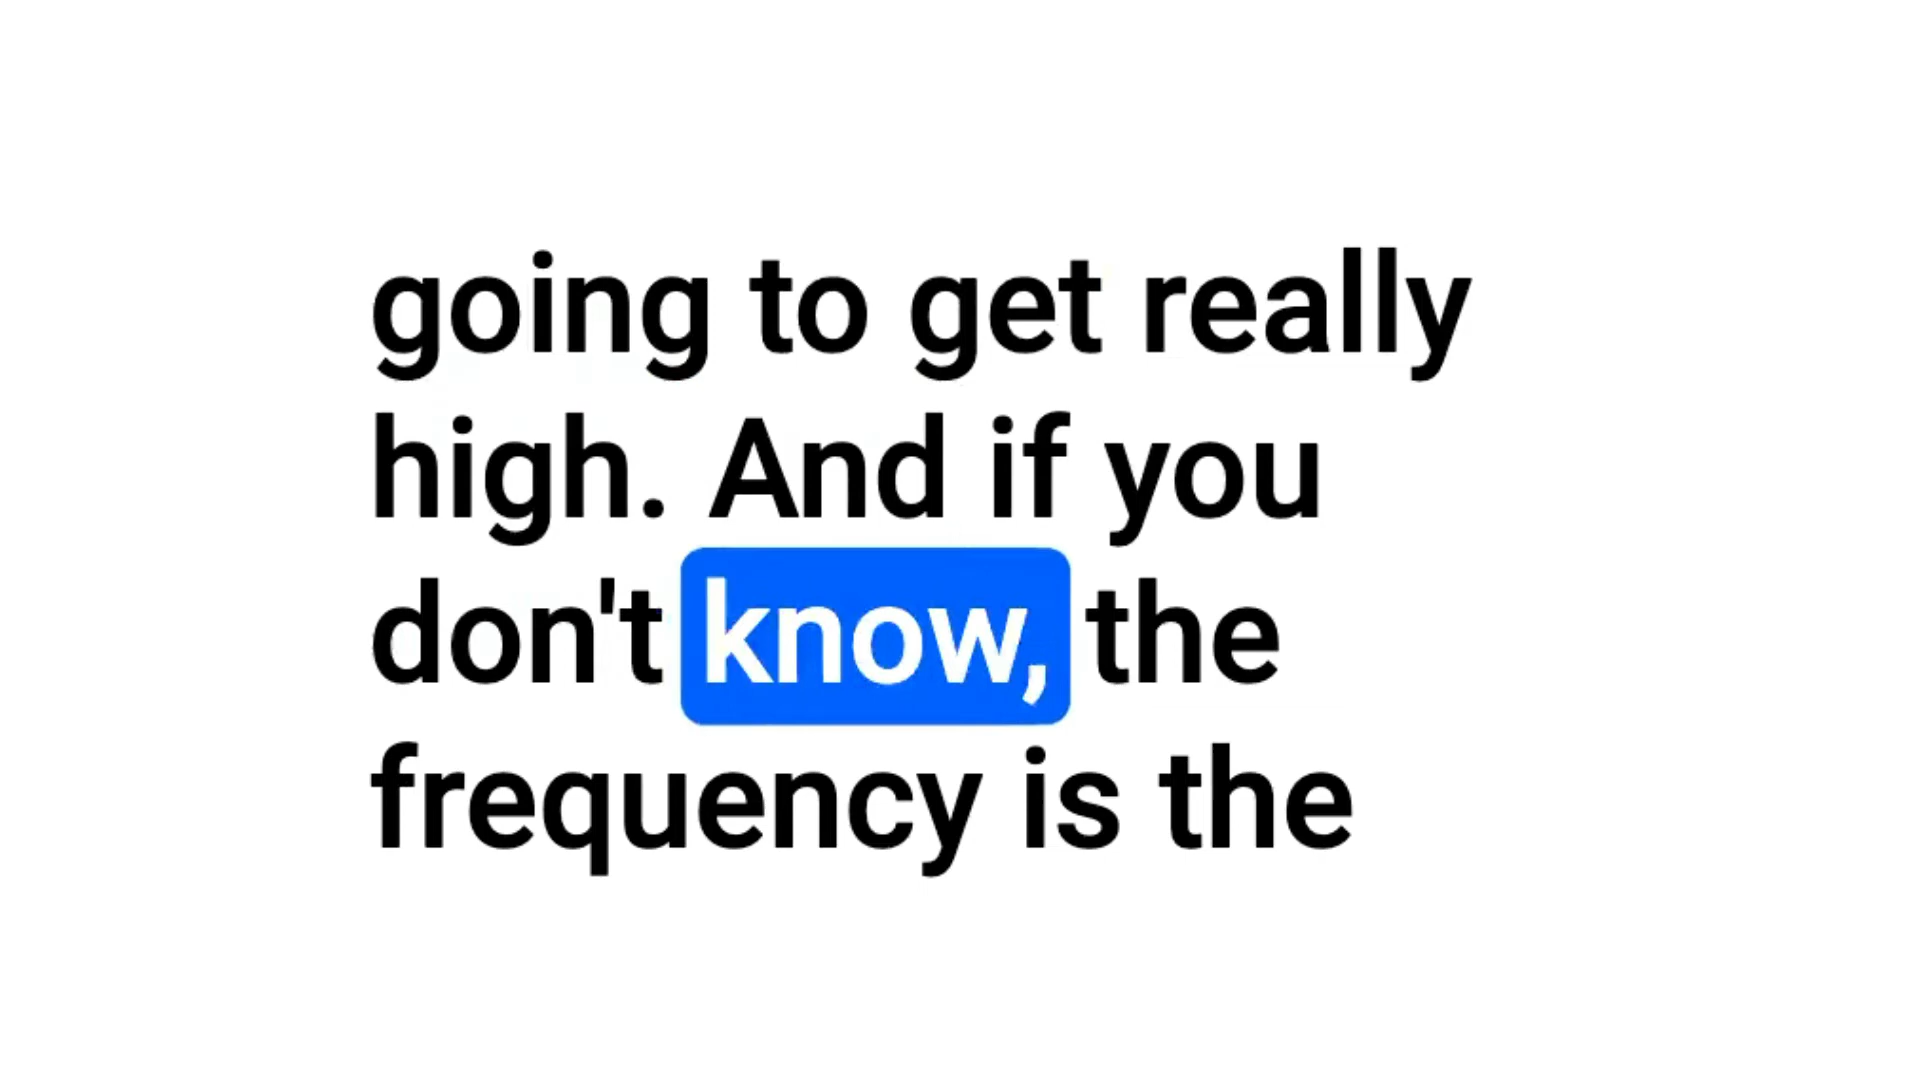 going to get really
high. And if you
don't know, the
frequency is the